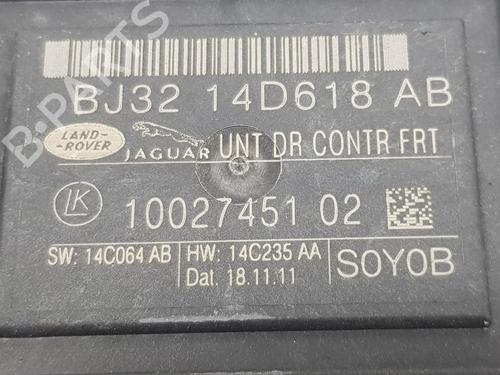 BJ32 14D618 AB
LAND-ROVER JAGUAR UNT DR CONTR FRT
LK 10027451 02
SW: 14C064 AB HW: 14C235 AA S0Y0B
Dat. 18.11.11
B-PARTS